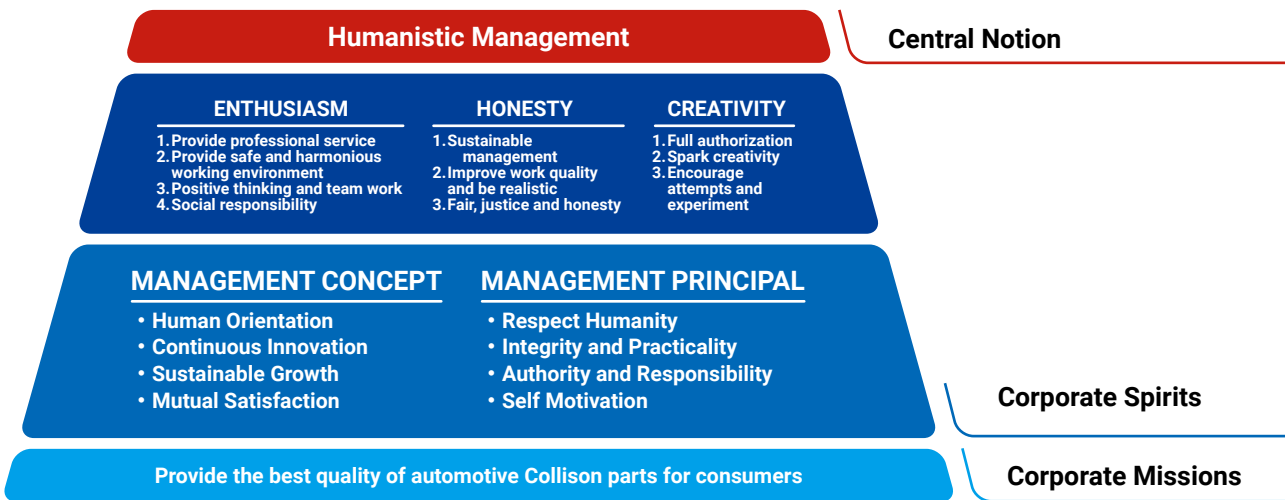 Humanistic Management
Central Notion
ENTHUSIASM
1. Provide professional service
2. Provide safe and harmonious
working environment
3. Positive thinking and team work
4. Social responsibility
HONESTY
1. Sustainable
management
2. Improve work quality
and be realistic
3. Fair, justice and honesty
CREATIVITY
1. Full authorization
2. Spark creativity
3. Encourage
attempts and
experiment
MANAGEMENT CONCEPT
• Human Orientation
• Continuous Innovation
• Sustainable Growth
• Mutual Satisfaction
MANAGEMENT PRINCIPAL
• Respect Humanity
• Integrity and Practicality
• Authority and Responsibility
• Self Motivation
Corporate Spirits
Provide the best quality of automotive Collison parts for consumers
Corporate Missions